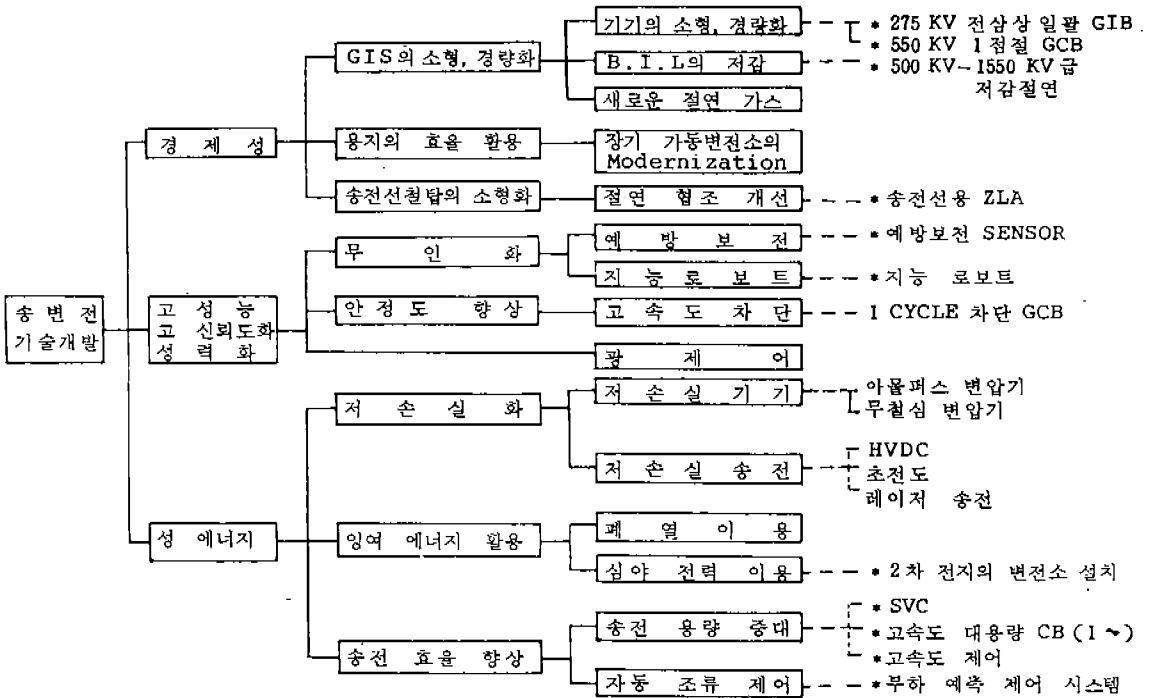 송 변 전
기술개발
경 제 성
GIS의 소형, 경량화
기기의 소형, 경량화
* 275 KV 전삼상 일괄 GIB
* 550 KV 1점절 GCB
B.I.L의 저감
* 500 KV~1550 KV급
저감절연
새로운 절연 가스
용지의 효율 활용
장기 가동변전소의
Modernization
송전선철탑의 소형화
절 연 협 조 개 선
* 송전선용 ZLA
고 성 능
고 신뢰도화
성 력 화
무 인 화
예 방 보 전
* 예방보전 SENSOR
지 능 로 보 트
* 지능 로보트
안 정 도 향 상
고 속 도 차 단
1 CYCLE 차단 GCB
광 제 어
성 에너지
저 손 실 화
저 손 실 기 기
아몰퍼스 변압기
무철심 변압기
저 손 실 송 전
HVDC
초전도
레이저 송전
잉여 에너지 활용
폐 열 이 용
심야 전력 이용
* 2차 전지의 변전소 설치
송전 효율 향상
송전 용량 증대
* SVC
* 고속도 대용량 CB (1~)
* 고속도 제어
자동 조류 제어
* 부하 예측 제어 시스템